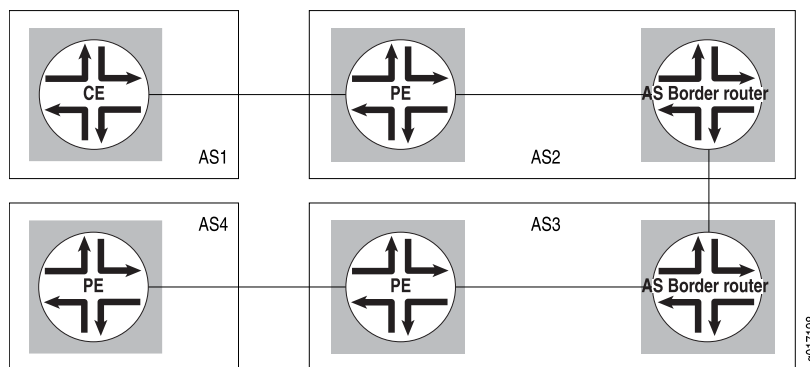 CE
PE
AS Border router
AS1
AS2
AS4
AS3
PE
PE
AS Border router